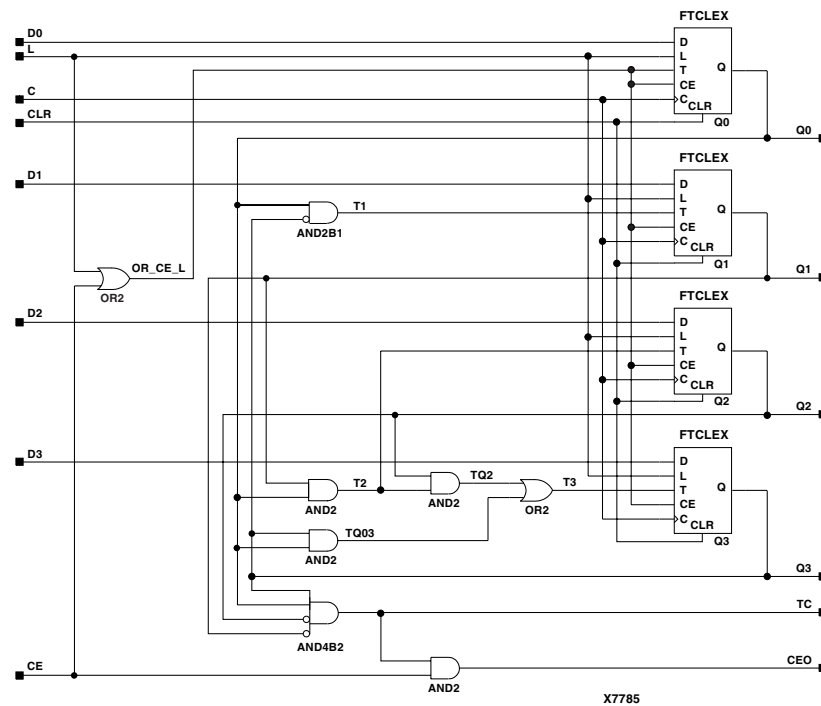 FTCLEX
D0
L
D
L
T
CE
C
CLR
Q
C
CLR
Q0
Q0
FTCLEX
D1
D
L
T
CE
C
CLR
Q
T1
AND2B1
Q1
Q1
OR_CE_L
OR2
FTCLEX
D2
D
L
T
CE
C
CLR
Q
Q2
Q2
FTCLEX
D3
D
L
T
CE
C
CLR
Q
T2
AND2
TQ2
AND2
T3
OR2
TQ03
AND2
Q3
Q3
TC
AND4B2
CE
CEO
AND2
X7785